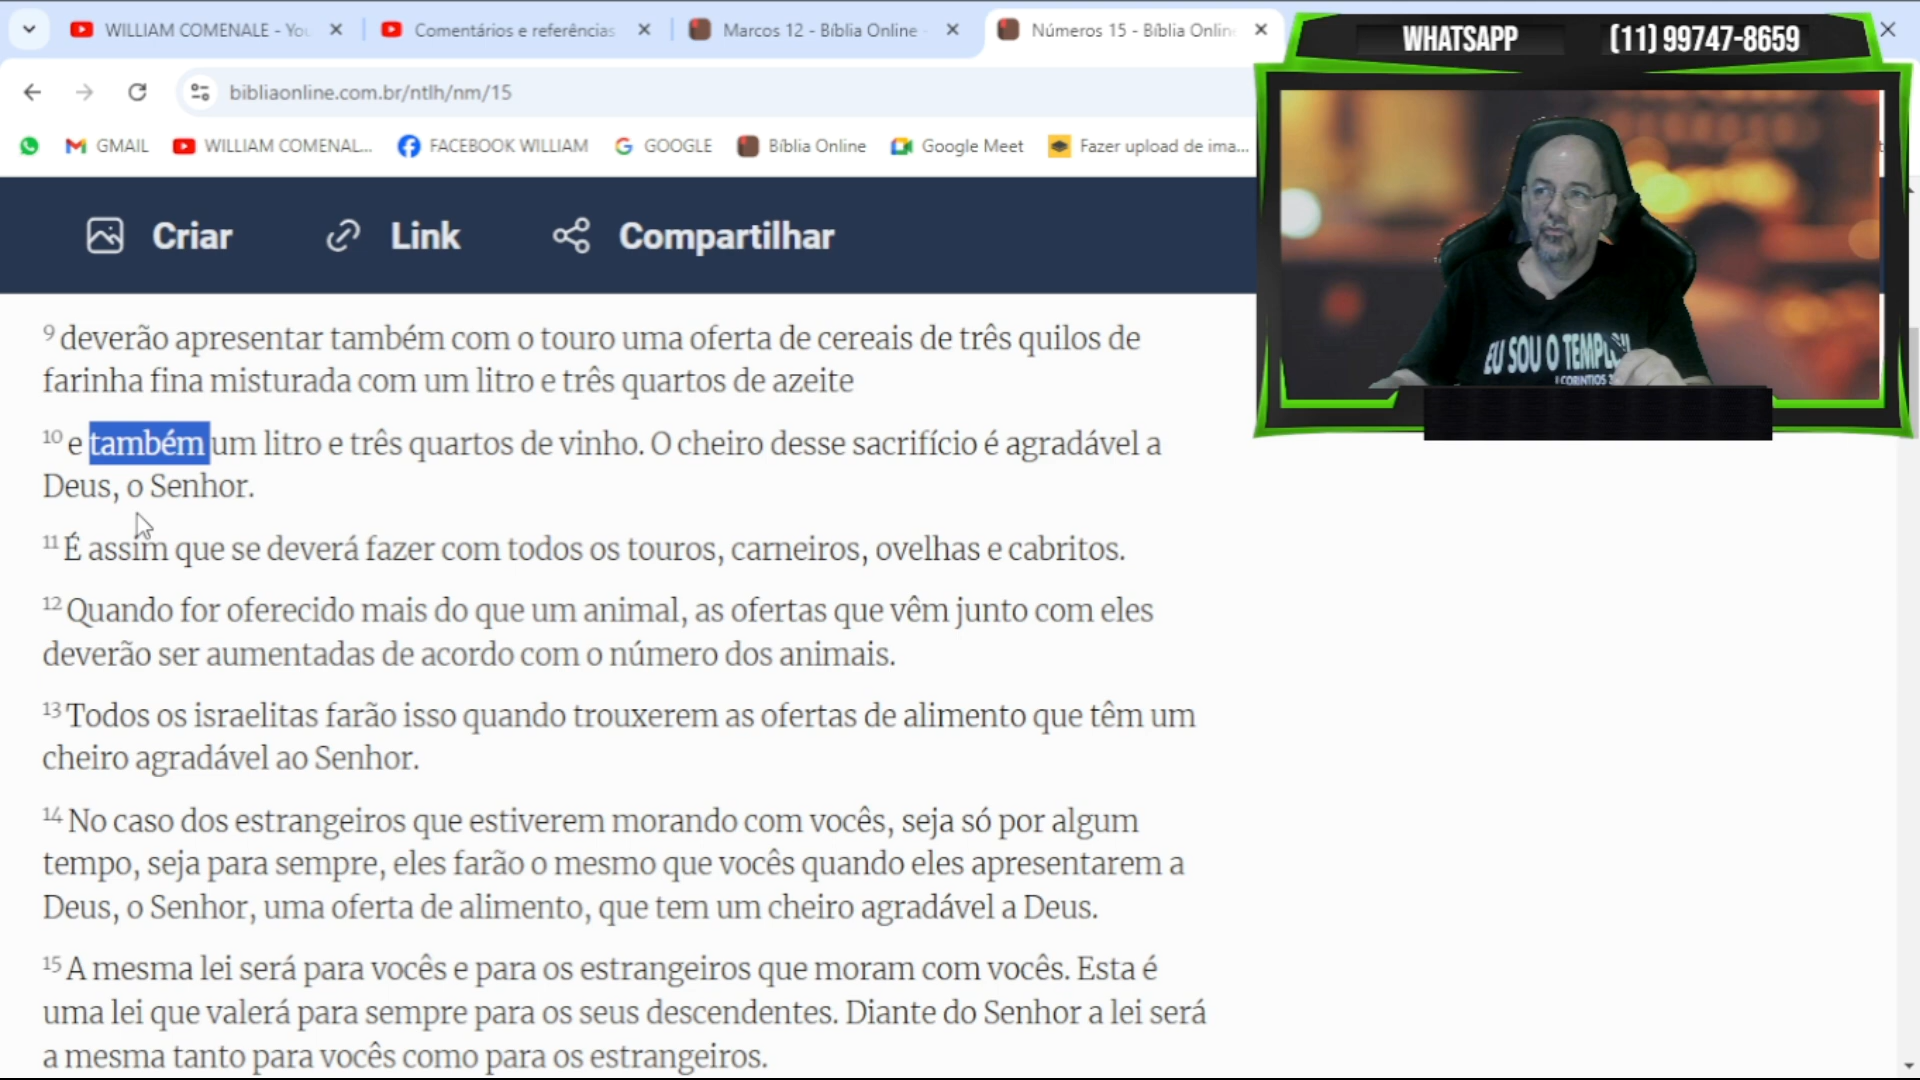 WILLIAM COMENALE - You
Comentários e referências
Marcos 12 - Bíblia Online -
Números 15 - Bíblia Onlin
WHATSAPP (11) 99747-8659
bibliaonline.com.br/ntlh/nm/15
GMAIL
WILLIAM COMENAL...
FACEBOOK WILLIAM
GOOGLE
Bíblia Online
Google Meet
Fazer upload de ima...
Criar Link Compartilhar
EU SOU O TEMPLO
I CORINTIOS
9 deverão apresentar também com o touro uma oferta de cereais de três quilos de
farinha fina misturada com um litro e três quartos de azeite
10 e também um litro e três quartos de vinho. O cheiro desse sacrifício é agradável a
Deus, o Senhor.
11 É assim que se deverá fazer com todos os touros, carneiros, ovelhas e cabritos.
12 Quando for oferecido mais do que um animal, as ofertas que vêm junto com eles
deverão ser aumentadas de acordo com o número dos animais.
13 Todos os israelitas farão isso quando trouxerem as ofertas de alimento que têm um
cheiro agradável ao Senhor.
14 No caso dos estrangeiros que estiverem morando com vocês, seja só por algum
tempo, seja para sempre, eles farão o mesmo que vocês quando eles apresentarem a
Deus, o Senhor, uma oferta de alimento, que tem um cheiro agradável a Deus.
15 A mesma lei será para vocês e para os estrangeiros que moram com vocês. Esta é
uma lei que valerá para sempre para os seus descendentes. Diante do Senhor a lei será
a mesma tanto para vocês como para os estrangeiros.